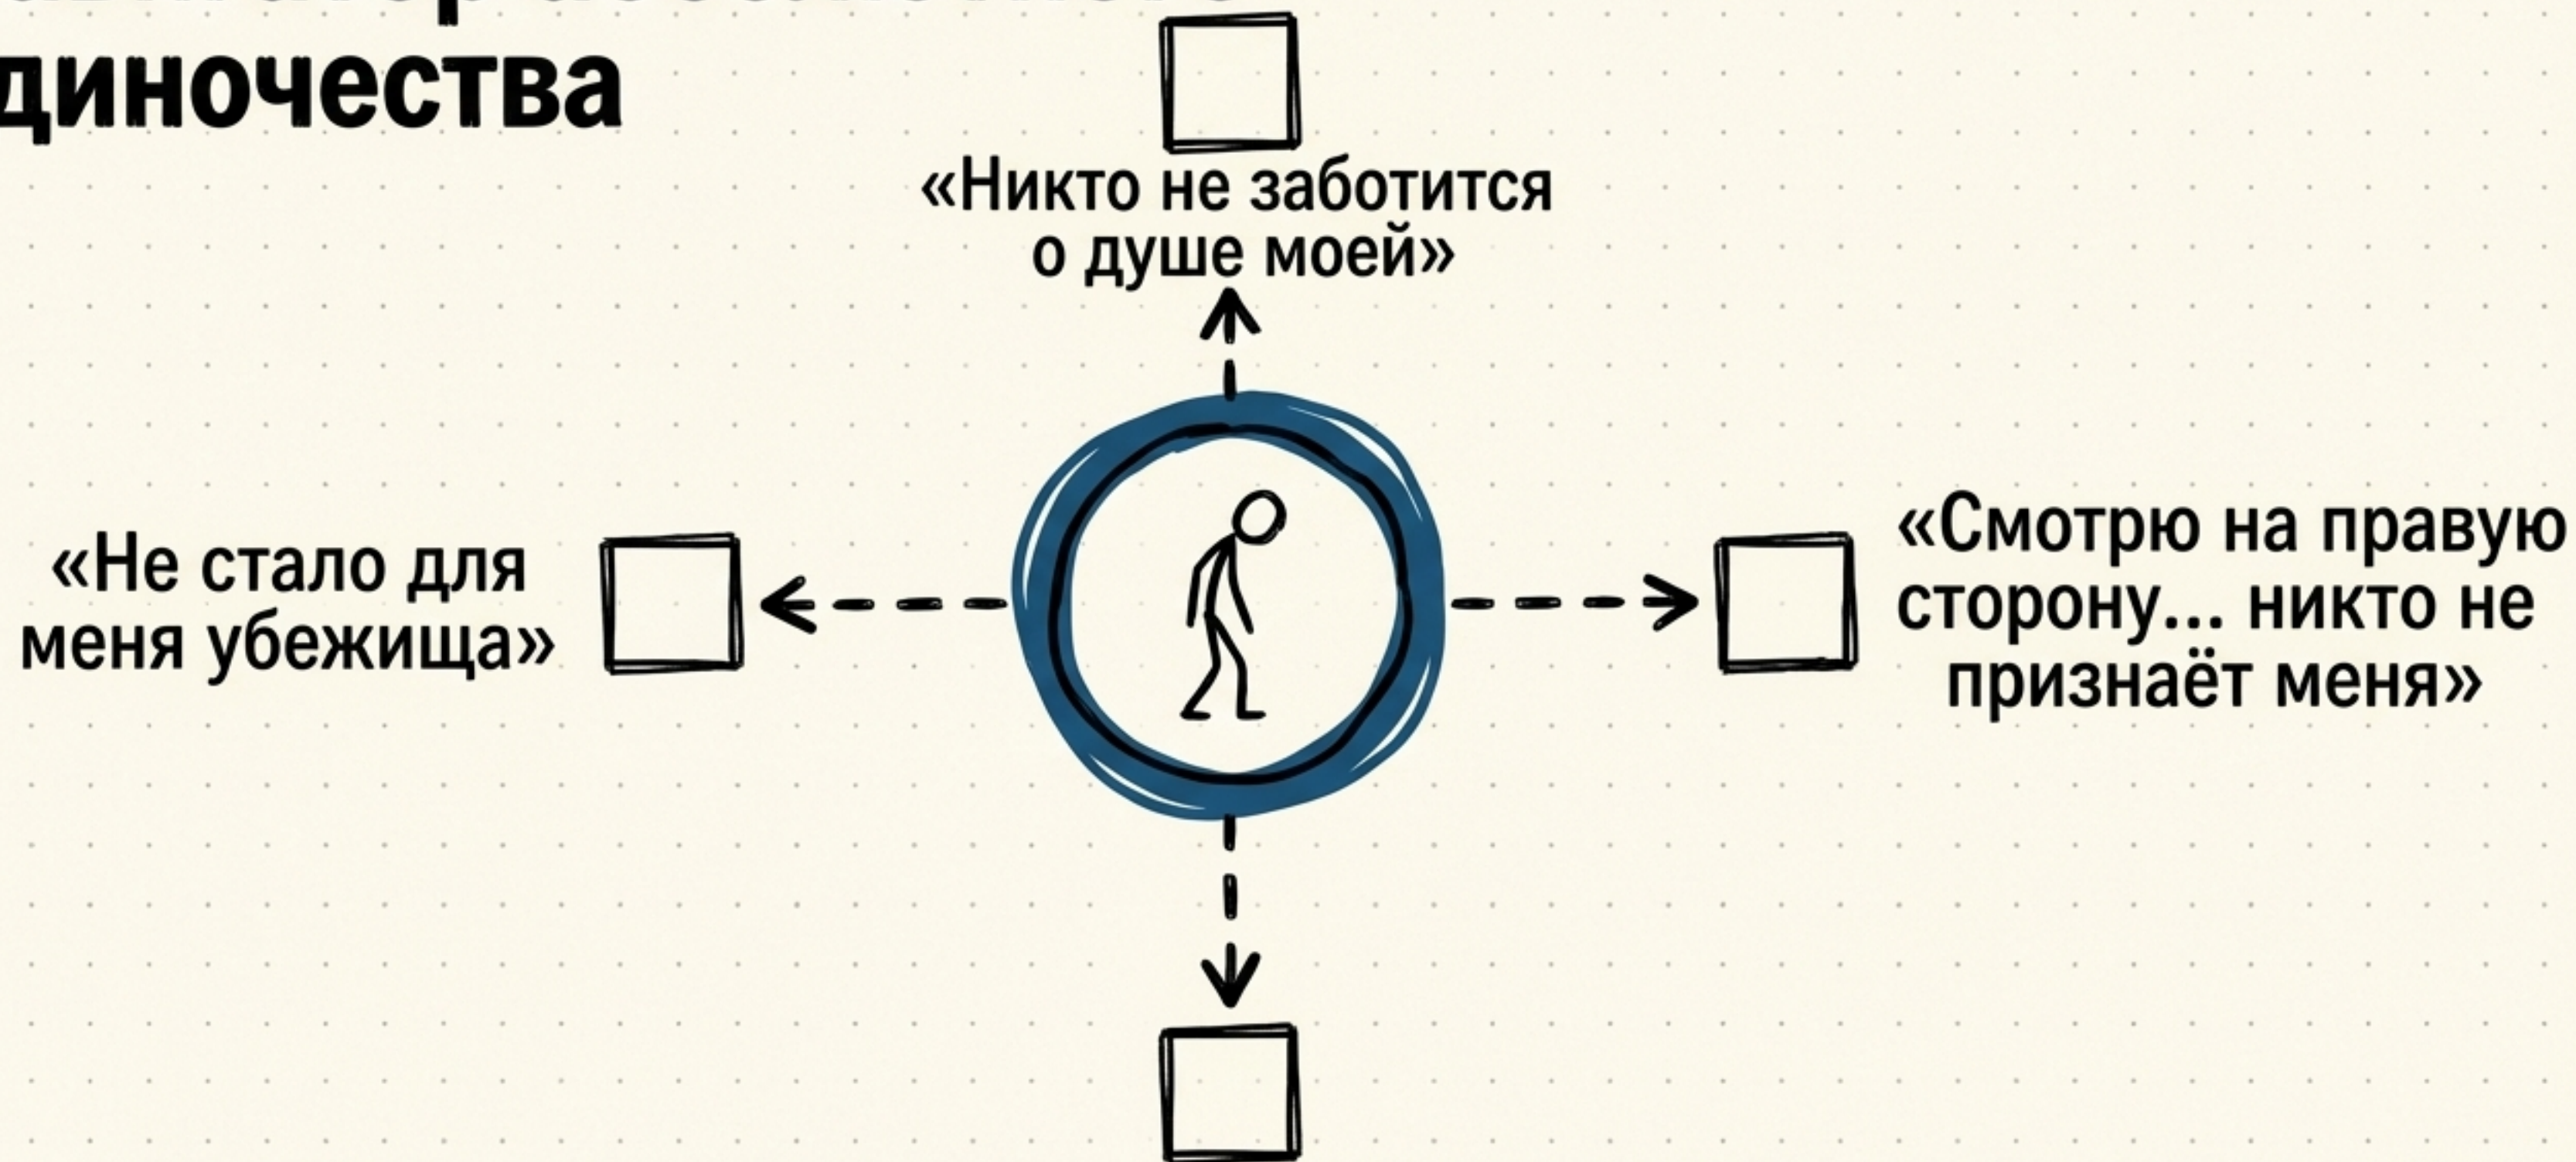 диночества
«Никто не заботится
о душе моей»
«Не стало для
меня убежища»
«Смотрю на правую
сторону... никто не
признаёт меня»